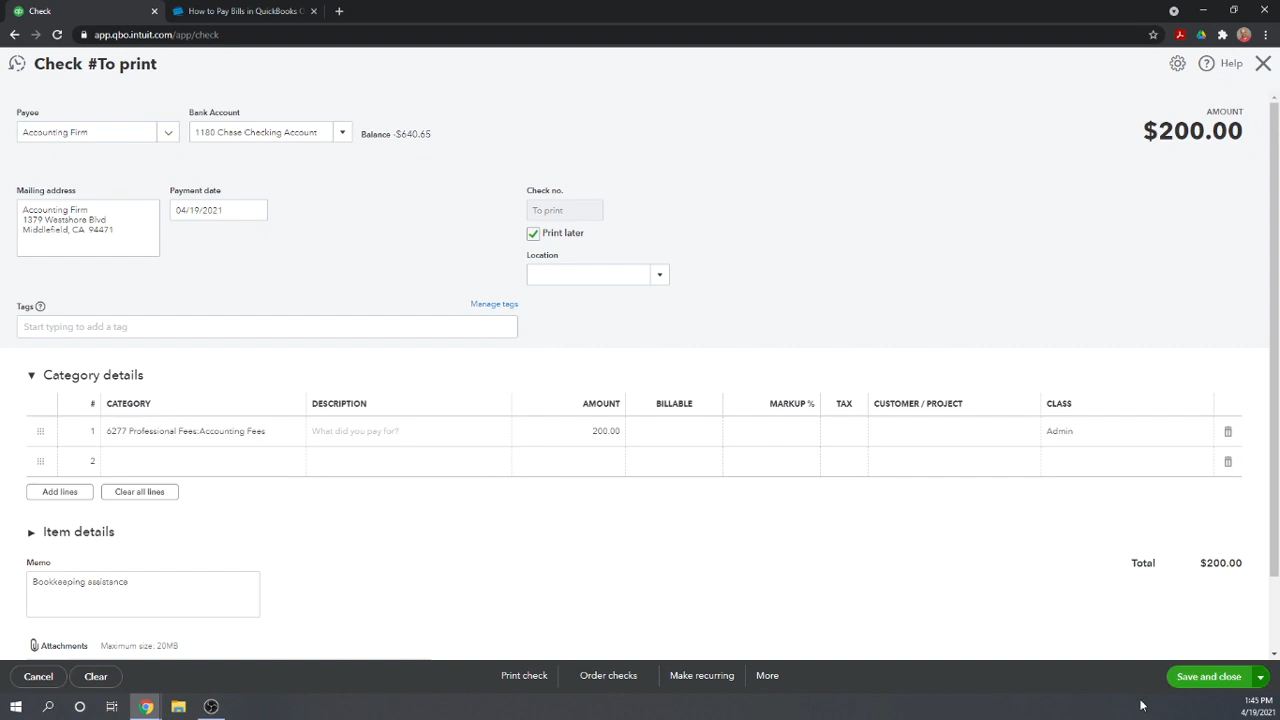 Check
How to Pay Bills in QuickBooks O
app.qbo.intuit.com/app/check
Check #To print
Help
Payee
Bank Account
AMOUNT
Accounting Firm
1180 Chase Checking Account
Balance -$640.65
$200.00
Mailing address
Payment date
Check no.
Accounting Firm
1379 Westshore Blvd
Middlefield, CA 94471
04/19/2021
To print
Print later
Location
Tags
Manage tags
Start typing to add a tag
Category details
# CATEGORY DESCRIPTION AMOUNT BILLABLE MARKUP % TAX CUSTOMER / PROJECT CLASS
1 6277 Professional Fees:Accounting Fees What did you pay for? 200.00 Admin
2
Add lines Clear all lines
Item details
Memo
Total $200.00
Bookkeeping assistance
Attachments Maximum size: 20MB
Cancel Clear Print check Order checks Make recurring More Save and close
1:45 PM
4/19/2021